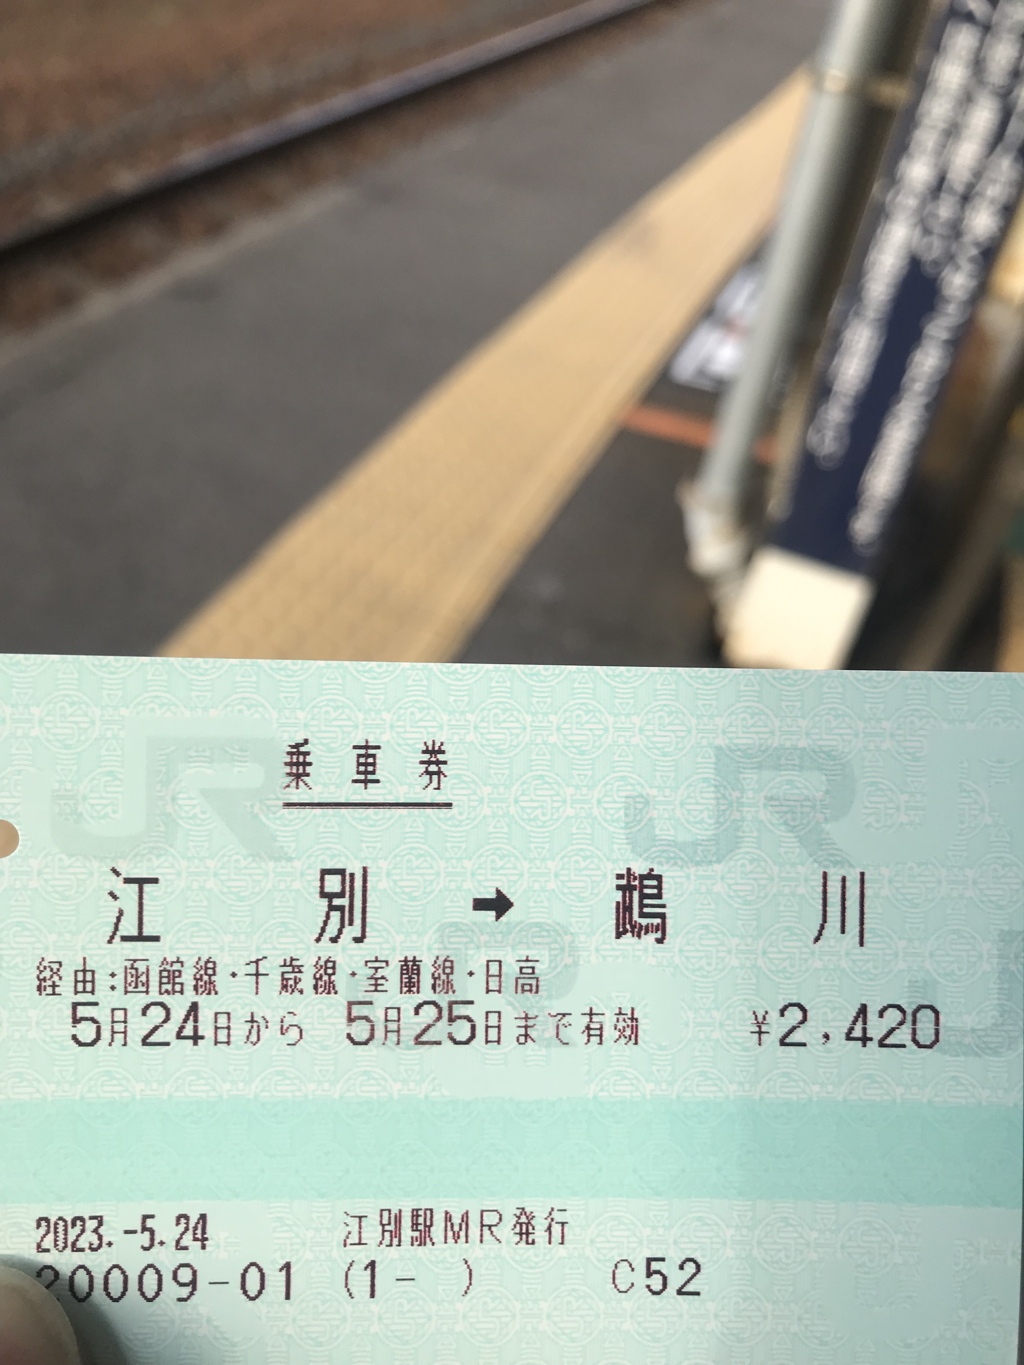 乗車券
江別 ➡ 鵡川
経由:函館線・千歳線・室蘭線・日高
5月24日から 5月25日まで有効 ¥2,420
2023.-5.24 江別駅MR発行
20009-01 (1- ) C52